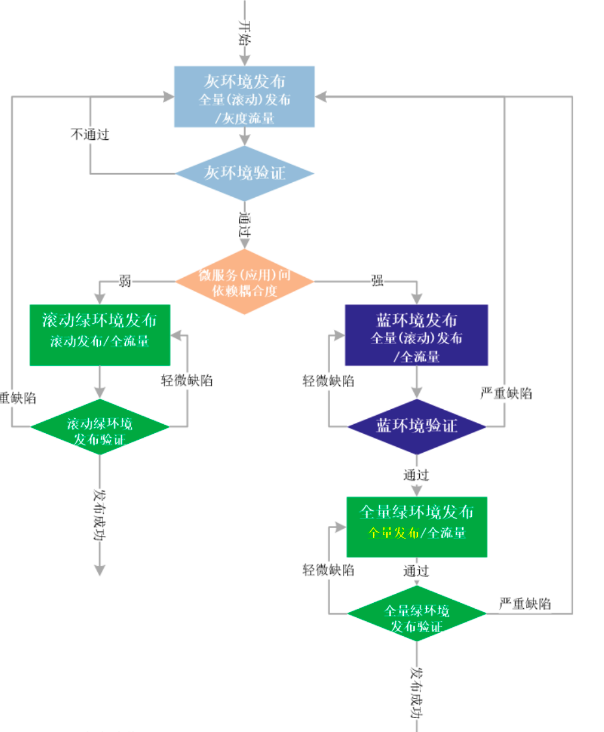 开始
灰环境发布
全量(滚动)发布
/灰度流量
不通过
灰环境验证
通过
微服务(应用)间
依赖耦合度
弱
强
滚动绿环境发布
滚动发布/全流量
蓝环境发布
全量(滚动)发布
/全流量
轻微缺陷
轻微缺陷
严重缺陷
重缺陷
滚动绿环境
发布验证
蓝环境验证
通过
发布成功
全量绿环境发布
全量发布/全流量
轻微缺陷
通过
严重缺陷
全量绿环境
发布验证
发布成功